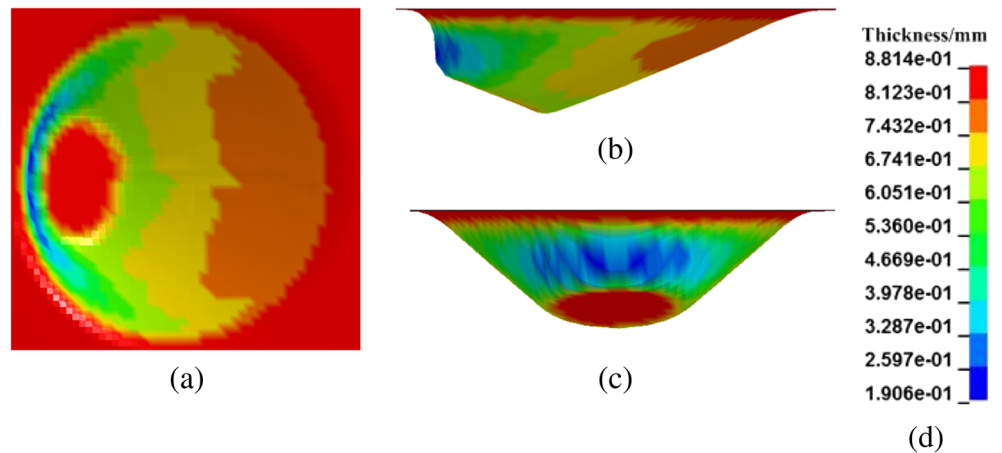 (a)
(b)
(c)
Thickness/mm
8.814e-01
8.123e-01
7.432e-01
6.741e-01
6.051e-01
5.360e-01
4.669e-01
3.978e-01
3.287e-01
2.597e-01
1.906e-01
(d)